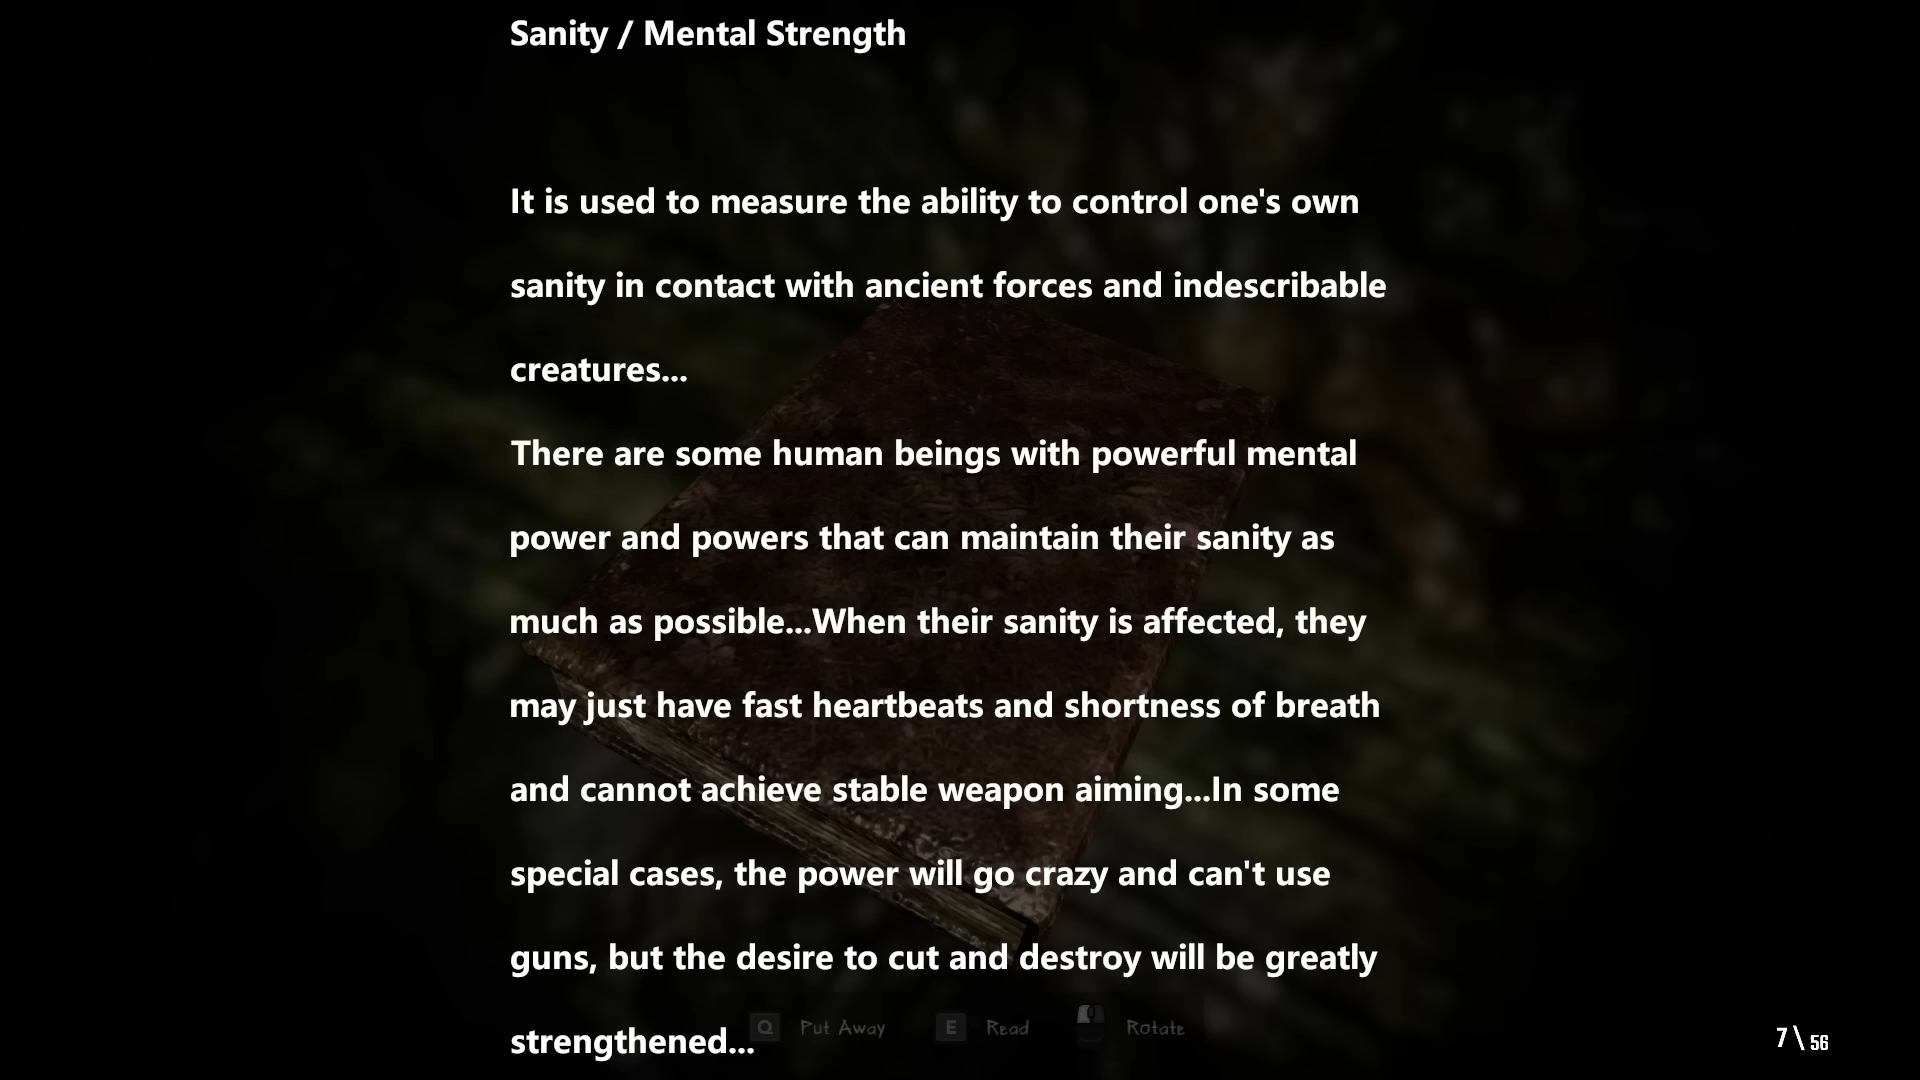 Sanity / Mental Strength
It is used to measure the ability to control one's own
sanity in contact with ancient forces and indescribable
creatures...
There are some human beings with powerful mental
power and powers that can maintain their sanity as
much as possible...When their sanity is affected, they
may just have fast heartbeats and shortness of breath
and cannot achieve stable weapon aiming...In some
special cases, the power will go crazy and can't use
guns, but the desire to cut and destroy will be greatly
strengthened...
Q Put Away E Read Rotate
7 \ 56